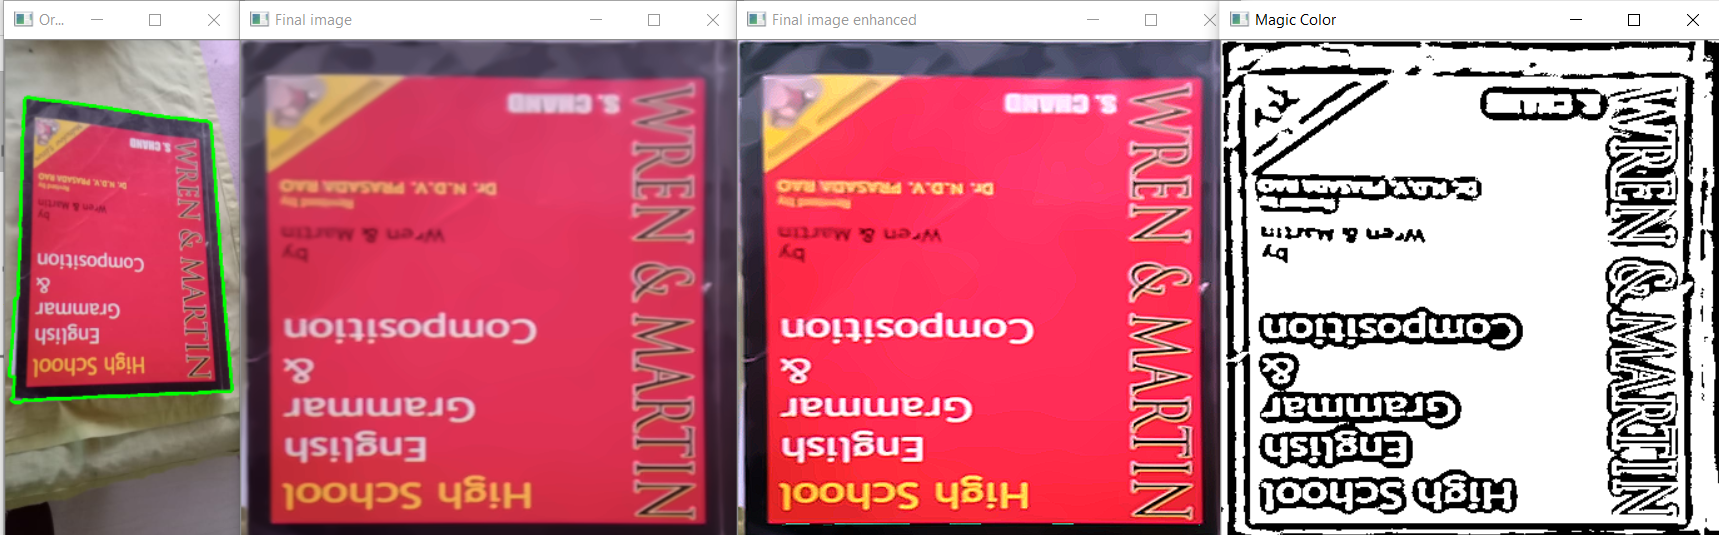 Or...
Final image
Final image enhanced
Magic Color
High School
English
Grammar
&
Composition
by
Wren & Martin
Revised by
Dr. N.D.V. PRASADA RAO
S. CHAND
WREN & MARTIN
High School
English
Grammar
&
Composition
by
Wren & Martin
Revised by
Dr. N.D.V. PRASADA RAO
S. CHAND
WREN & MARTIN
High School
English
Grammar
&
Composition
by
Wren & Martin
Revised by
Dr. N.D.V. PRASADA RAO
S. CHAND
WREN & MARTIN
High School
English
Grammar
&
Composition
by
Wren & Martin
Dr. N.D.V. PRASADA RAO
S. CHAND
WREN & MARTIN